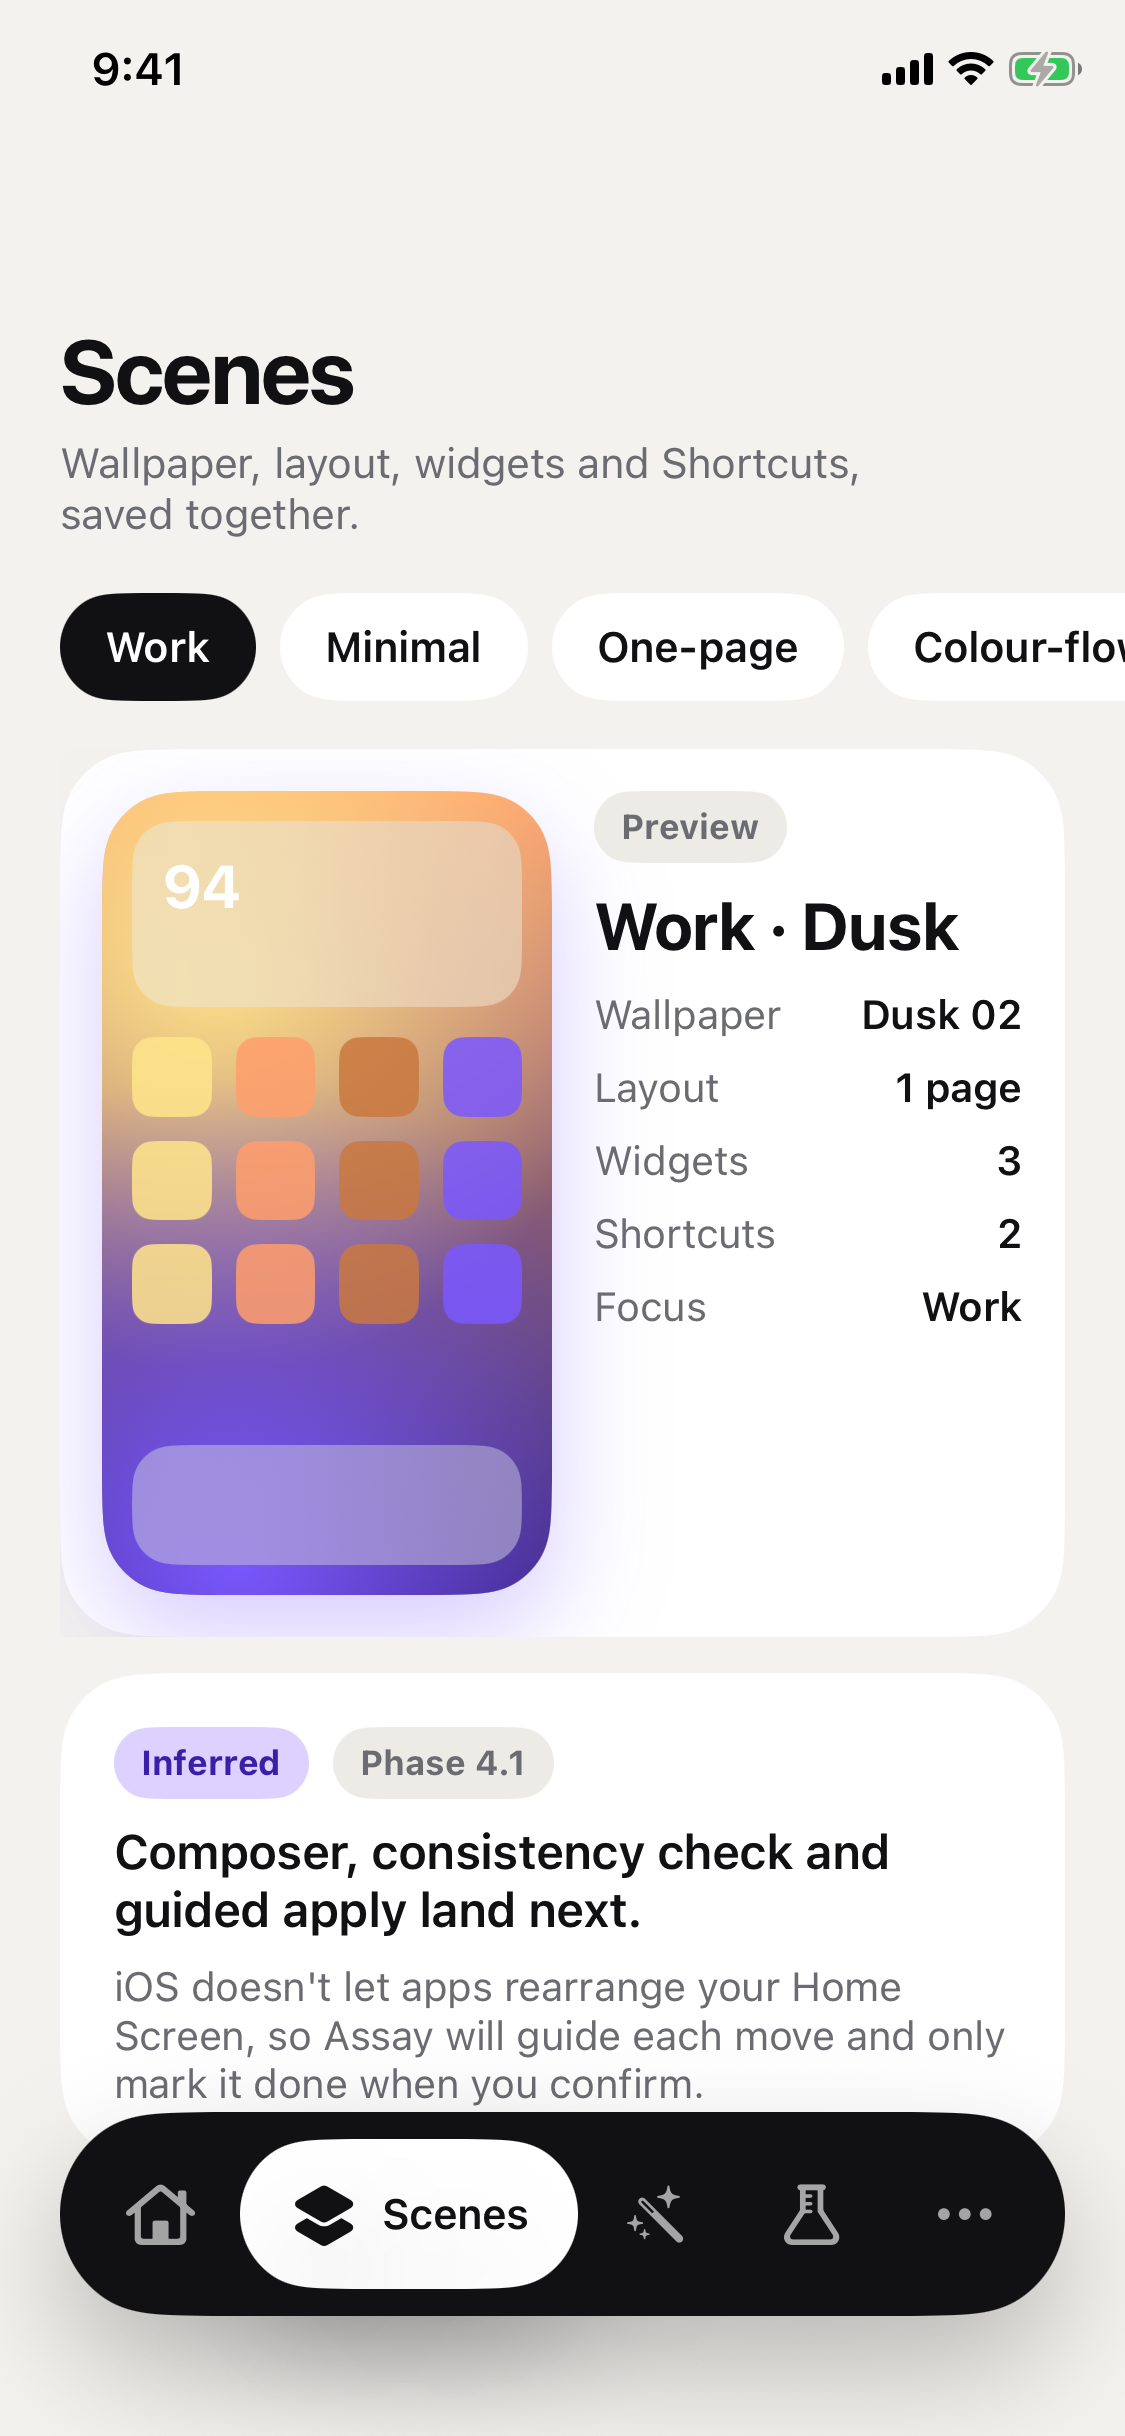 9:41
Scenes
Wallpaper, layout, widgets and Shortcuts,
saved together.
Work
Minimal
One-page
Colour-flow
94
Preview
Work · Dusk
Wallpaper Dusk 02
Layout 1 page
Widgets 3
Shortcuts 2
Focus Work
Inferred
Phase 4.1
Composer, consistency check and
guided apply land next.
iOS doesn't let apps rearrange your Home
Screen, so Assay will guide each move and only
mark it done when you confirm.
Scenes